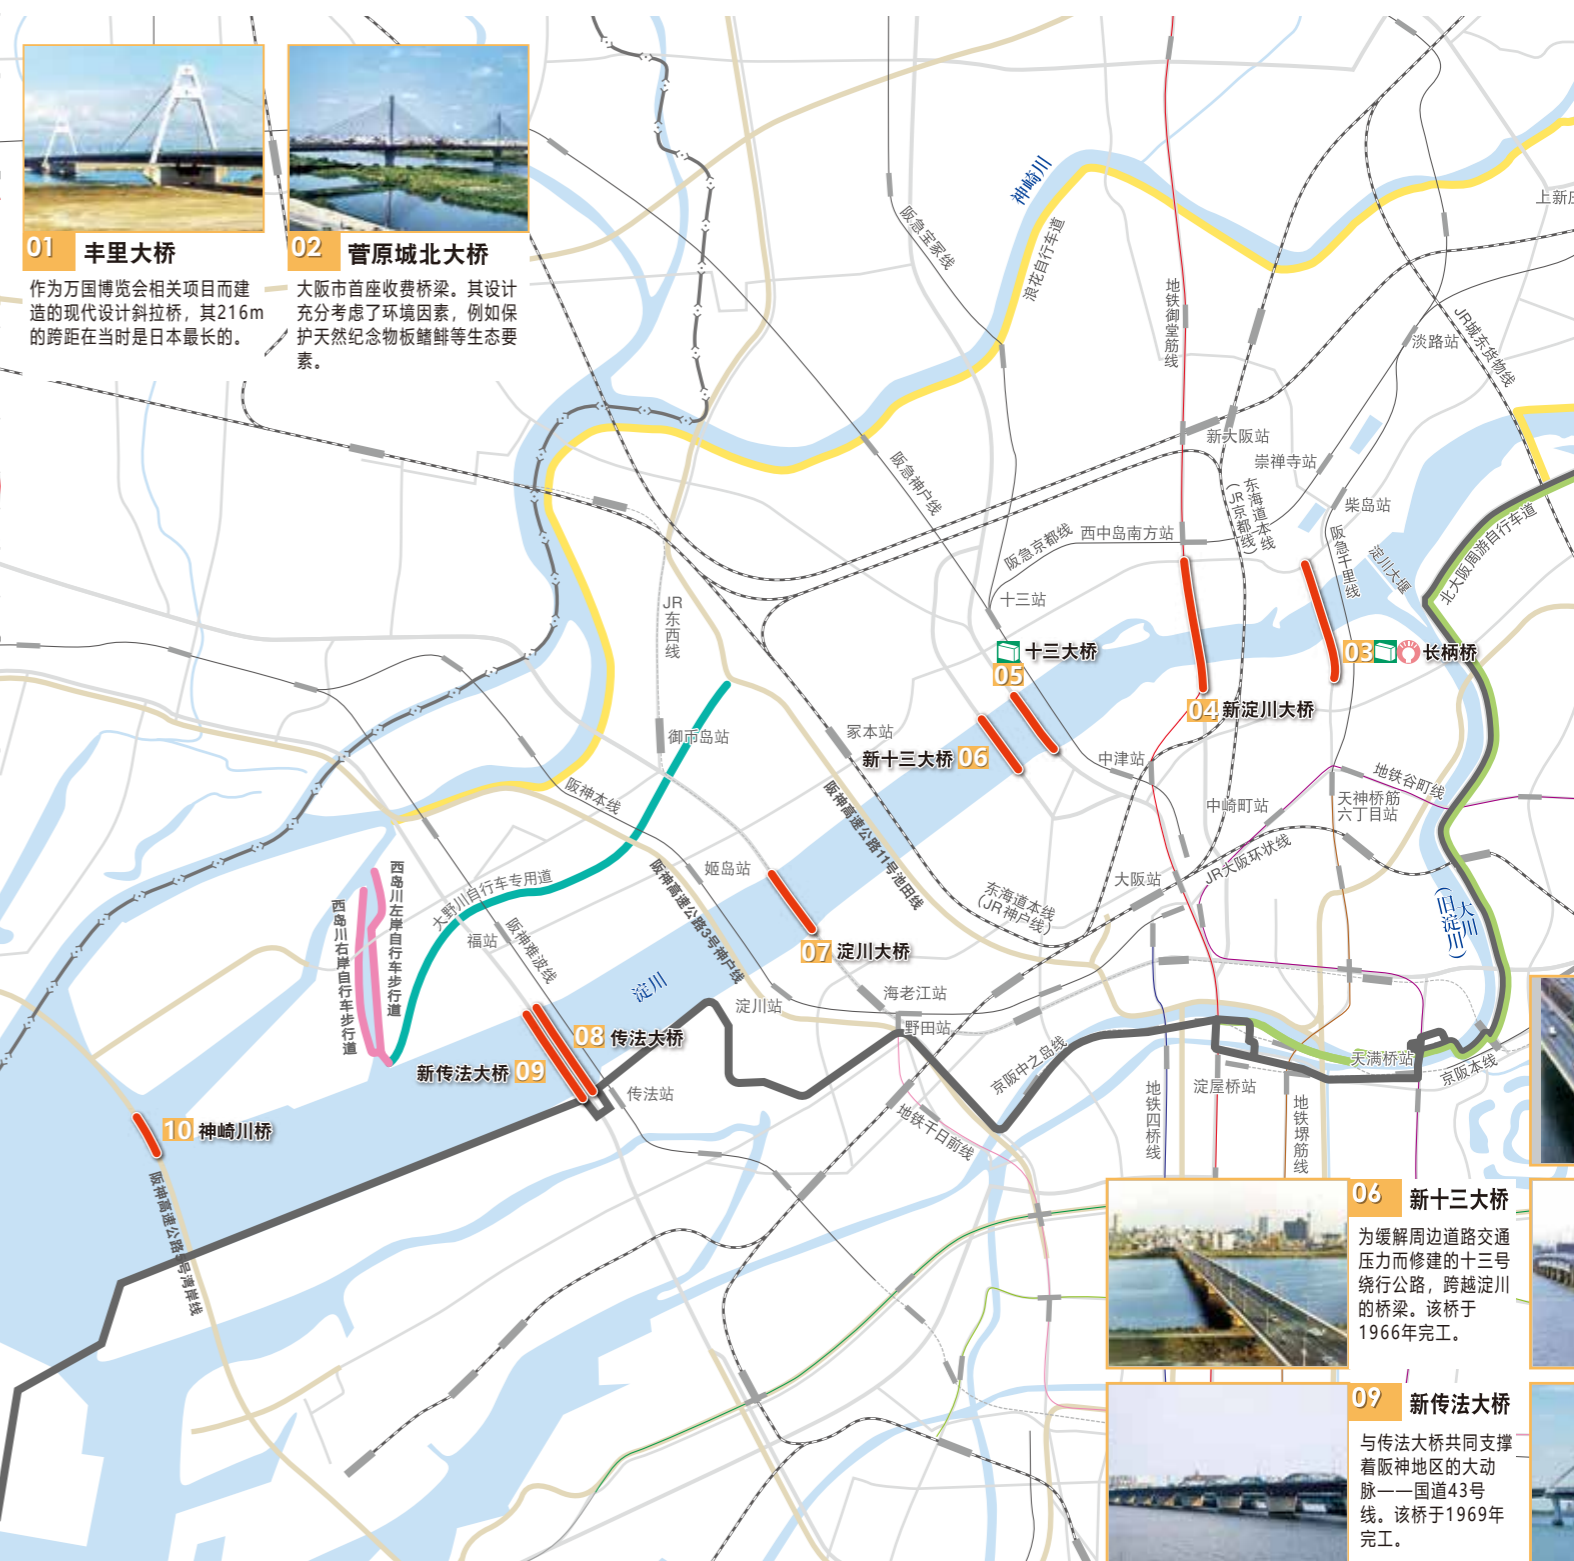 01 丰里大桥
作为万国博览会相关项目而建
造的现代设计斜拉桥，其216m
的跨距在当时是日本最长的。
02 菅原城北大桥
大阪市首座收费桥梁。其设计
充分考虑了环境因素，例如保
护天然纪念物板鳍鲱等生态要
素。
神崎川
浪花自行车道
阪急宝冢线
地铁御堂筋线
淡路站
JR城东货物线
新大阪站
崇禅寺站
阪急神户线
东海道本线
(JR京都线)
柴岛站
阪急京都线
西中岛南方站
阪急千里线
淀川大堰
北大阪周游自行车道
十三站
JR东西线
十三大桥
05
03 长柄桥
04 新淀川大桥
御币岛站
冢本站
新十三大桥 06
中津站
地铁谷町线
天神桥筋
六丁目站
中崎町站
阪神本线
阪神高速公路11号池田线
JR大阪环状线
姬岛站
大阪站
阪神高速公路3号神户线
东海道本线
(JR神户线)
西岛川左岸自行车步行道
西岛川右岸自行车步行道
大野川自行车专用道
福站
阪神难波线
大川
(旧淀川)
07 淀川大桥
淀川
淀川站
海老江站
野田站
08 传法大桥
新传法大桥 09
京阪中之岛线
天满桥站
京阪本线
传法站
淀屋桥站
地铁四桥线
地铁堺筋线
地铁千日前线
10 神崎川桥
阪神高速公路5号湾岸线
06 新十三大桥
为缓解周边道路交通
压力而修建的十三号
绕行公路，跨越淀川
的桥梁。该桥于
1966年完工。
09 新传法大桥
与传法大桥共同支撑
着阪神地区的大动
脉——国道43号
线。该桥于1969年
完工。